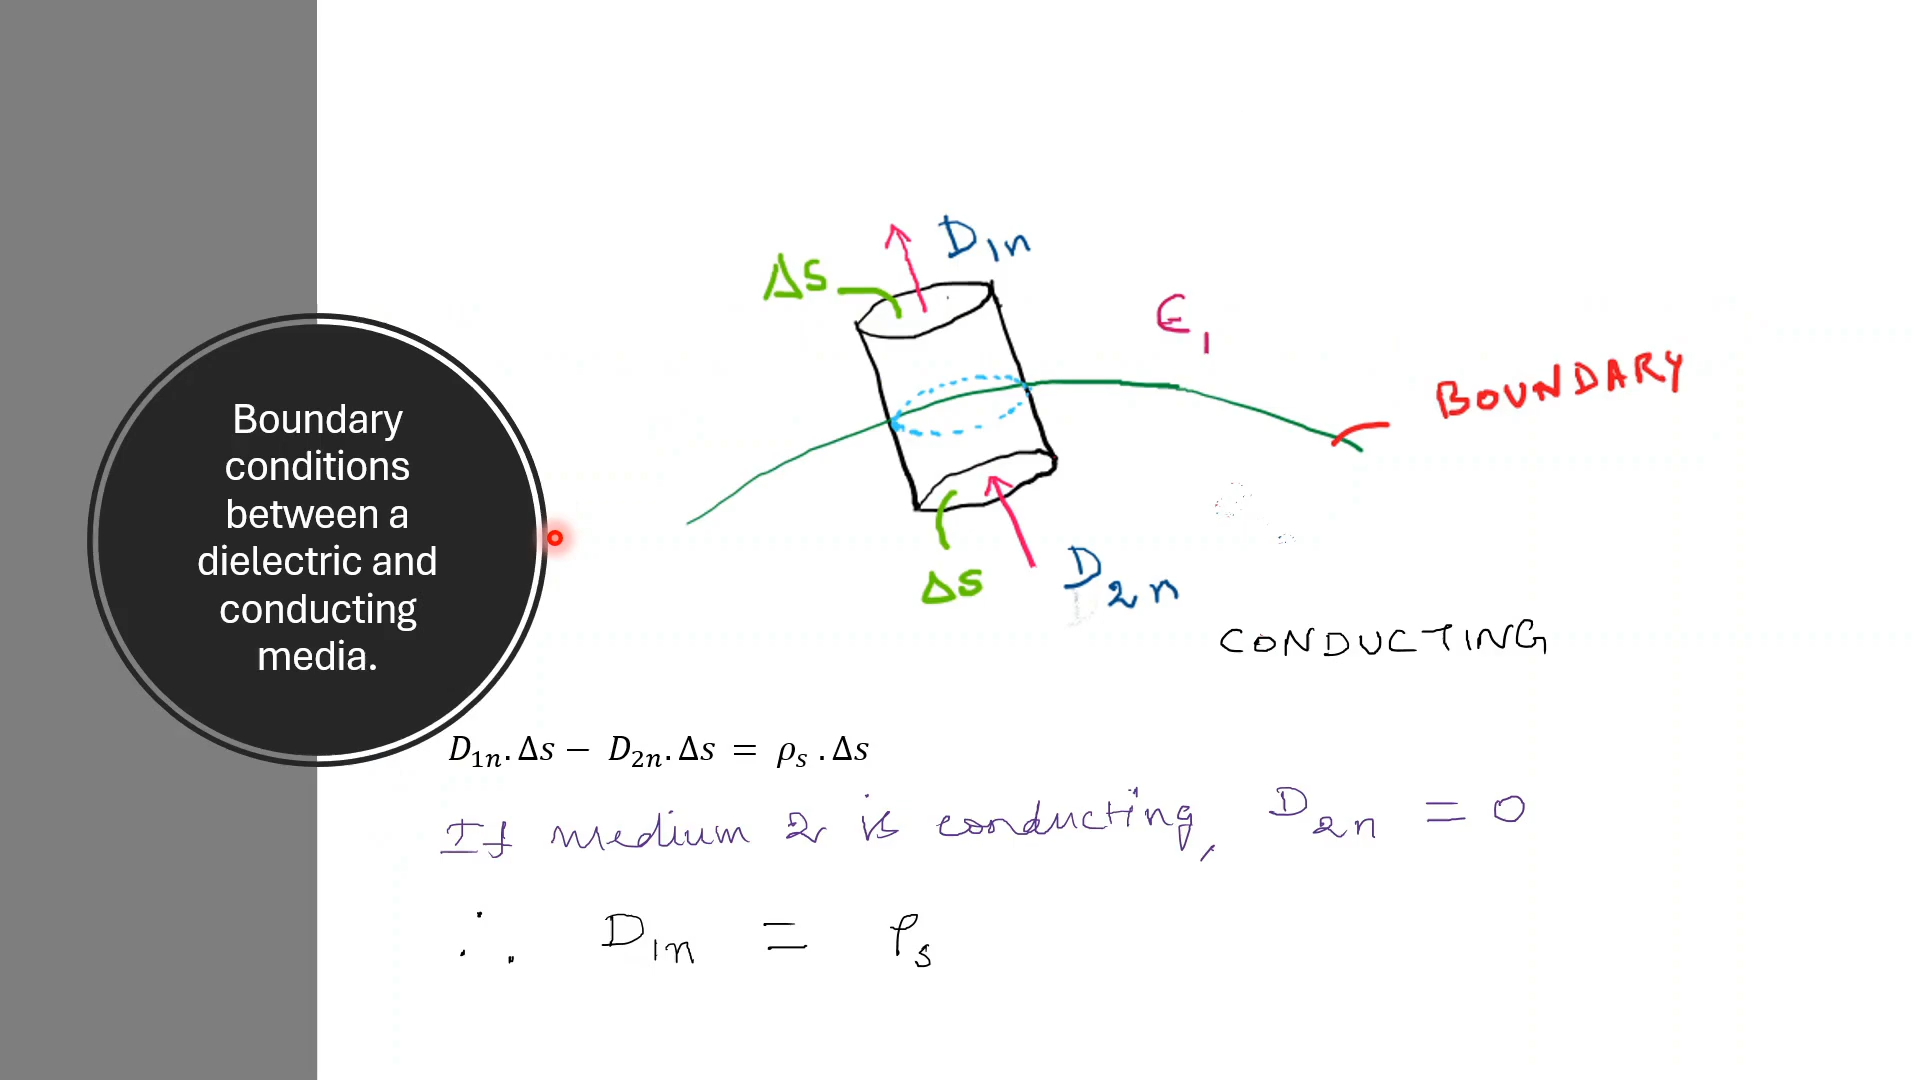 Boundary
conditions
between a
dielectric and
conducting
media.
D1n
ΔS
ϵ1
BOUNDARY
ΔS
D2n
CONDUCTING
D₁ₙ.Δs − D₂ₙ.Δs = ρₛ .Δs
If medium 2 is conducting, D2n = 0
∴ D1n = ρs